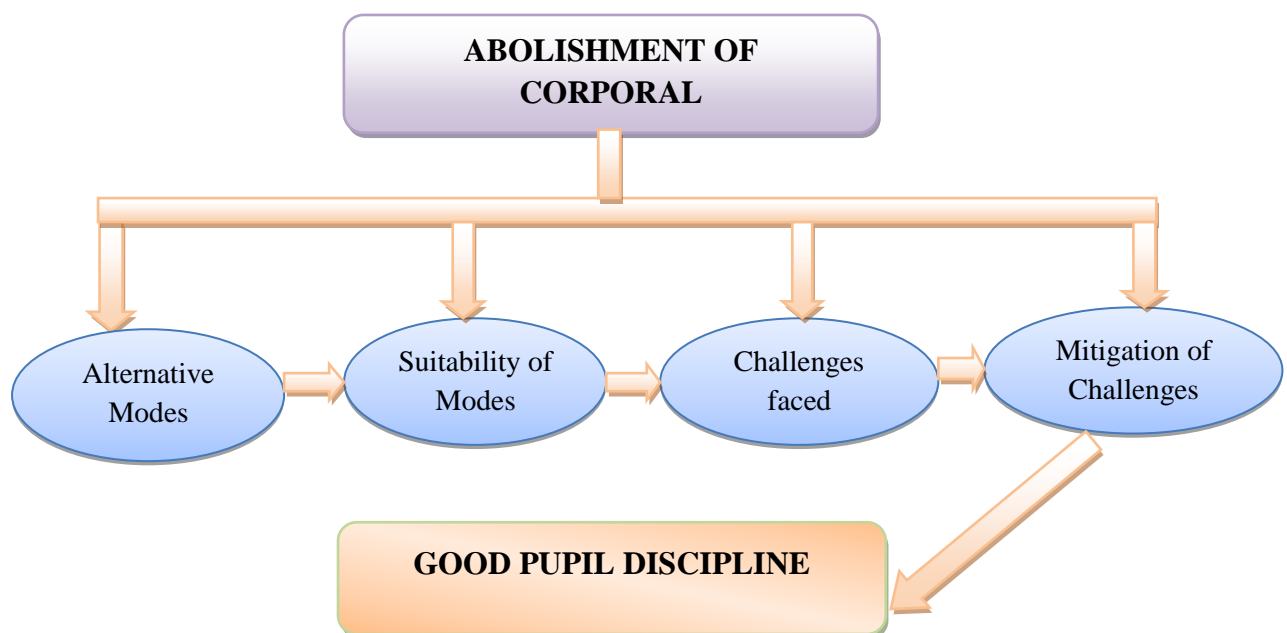 ABOLISHMENT OF
CORPORAL
Alternative
Modes
Suitability of
Modes
Challenges
faced
Mitigation of
Challenges
GOOD PUPIL DISCIPLINE